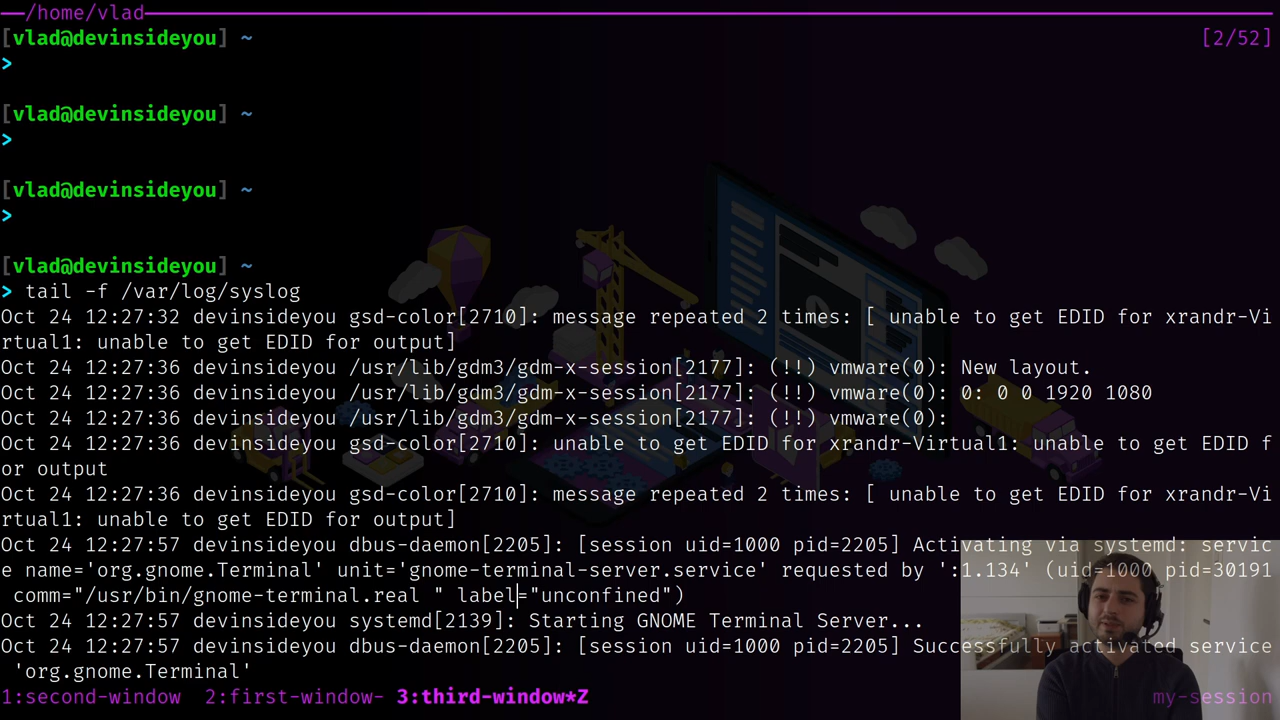 /home/vlad
[vlad@devinsideyou] ~ [2/52]
>
[vlad@devinsideyou] ~
>
[vlad@devinsideyou] ~
>
[vlad@devinsideyou] ~
> tail -f /var/log/syslog
Oct 24 12:27:32 devinsideyou gsd-color[2710]: message repeated 2 times: [ unable to get EDID for xrandr-Vi
rtual1: unable to get EDID for output]
Oct 24 12:27:36 devinsideyou /usr/lib/gdm3/gdm-x-session[2177]: (!!) vmware(0): New layout.
Oct 24 12:27:36 devinsideyou /usr/lib/gdm3/gdm-x-session[2177]: (!!) vmware(0): 0: 0 0 1920 1080
Oct 24 12:27:36 devinsideyou /usr/lib/gdm3/gdm-x-session[2177]: (!!) vmware(0):
Oct 24 12:27:36 devinsideyou gsd-color[2710]: unable to get EDID for xrandr-Virtual1: unable to get EDID f
or output
Oct 24 12:27:36 devinsideyou gsd-color[2710]: message repeated 2 times: [ unable to get EDID for xrandr-Vi
rtual1: unable to get EDID for output]
Oct 24 12:27:57 devinsideyou dbus-daemon[2205]: [session uid=1000 pid=2205] Activating via systemd: servic
e name='org.gnome.Terminal' unit='gnome-terminal-server.service' requested by ':1.134' (uid=1000 pid=30191
comm="/usr/bin/gnome-terminal.real " label="unconfined")
Oct 24 12:27:57 devinsideyou systemd[2139]: Starting GNOME Terminal Server...
Oct 24 12:27:57 devinsideyou dbus-daemon[2205]: [session uid=1000 pid=2205] Successfully activated service
'org.gnome.Terminal'
1:second-window 2:first-window- 3:third-window*Z my-session